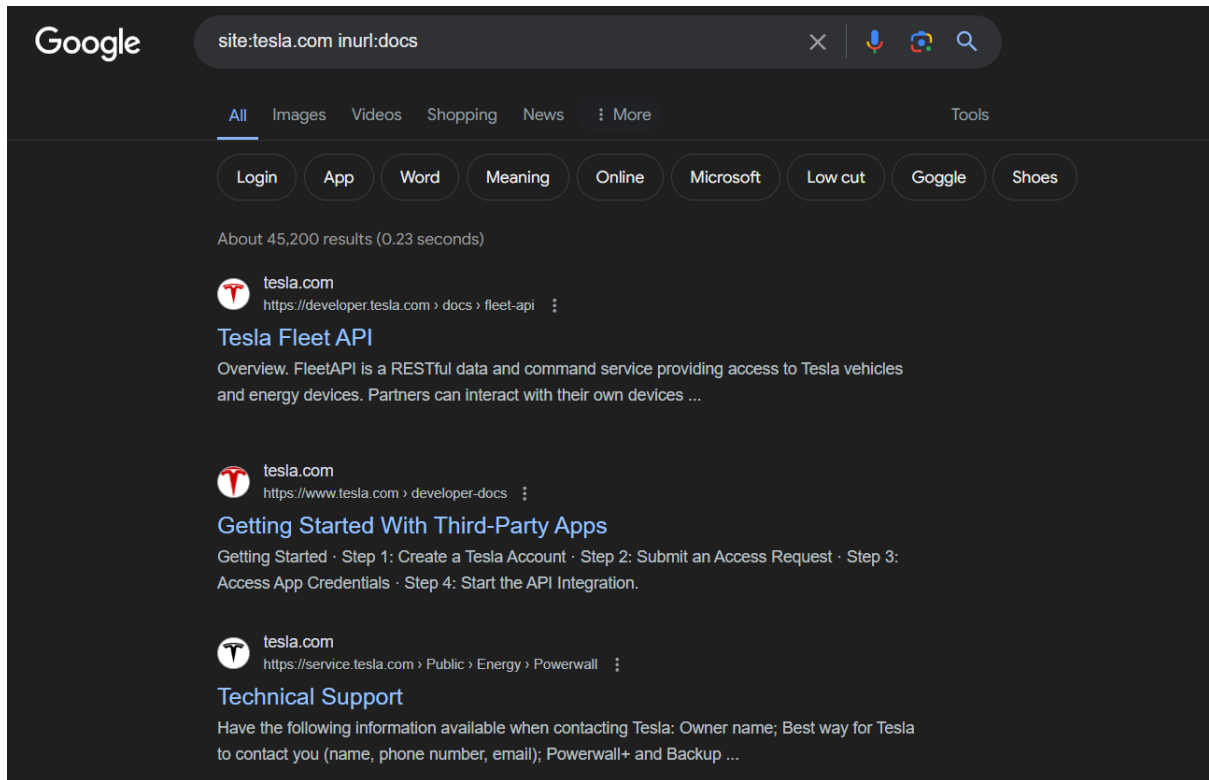 Google
site:tesla.com inurl:docs
All Images Videos Shopping News More Tools
Login App Word Meaning Online Microsoft Low cut Goggle Shoes
About 45,200 results (0.23 seconds)
tesla.com
https://developer.tesla.com › docs › fleet-api
Tesla Fleet API
Overview. FleetAPI is a RESTful data and command service providing access to Tesla vehicles
and energy devices. Partners can interact with their own devices ...
tesla.com
https://www.tesla.com › developer-docs
Getting Started With Third-Party Apps
Getting Started · Step 1: Create a Tesla Account · Step 2: Submit an Access Request · Step 3:
Access App Credentials · Step 4: Start the API Integration.
tesla.com
https://service.tesla.com › Public › Energy › Powerwall
Technical Support
Have the following information available when contacting Tesla: Owner name; Best way for Tesla
to contact you (name, phone number, email); Powerwall+ and Backup ...